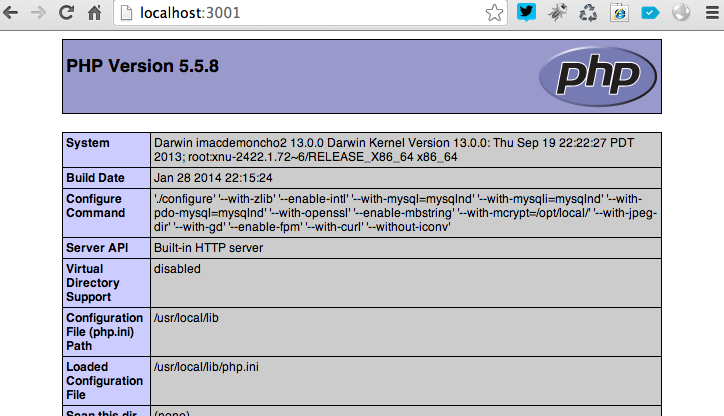 localhost:3001
PHP Version 5.5.8
php
System
Darwin imacdemoncho2 13.0.0 Darwin Kernel Version 13.0.0: Thu Sep 19 22:22:27 PDT
2013; root:xnu-2422.1.72~6/RELEASE_X86_64 x86_64
Build Date
Jan 28 2014 22:15:24
Configure
Command
'./configure' '--with-zlib' '--enable-intl' '--with-mysql=mysqlnd' '--with-mysqli=mysqlnd' '--with-
pdo-mysql=mysqlnd' '--with-openssl' '--enable-mbstring' '--with-mcrypt=/opt/local/' '--with-jpeg-
dir' '--with-gd' '--enable-fpm' '--with-curl' '--without-iconv'
Server API
Built-in HTTP server
Virtual
Directory
Support
disabled
Configuration
File (php.ini)
Path
/usr/local/lib
Loaded
Configuration
File
/usr/local/lib/php.ini
Scan this dir
(none)